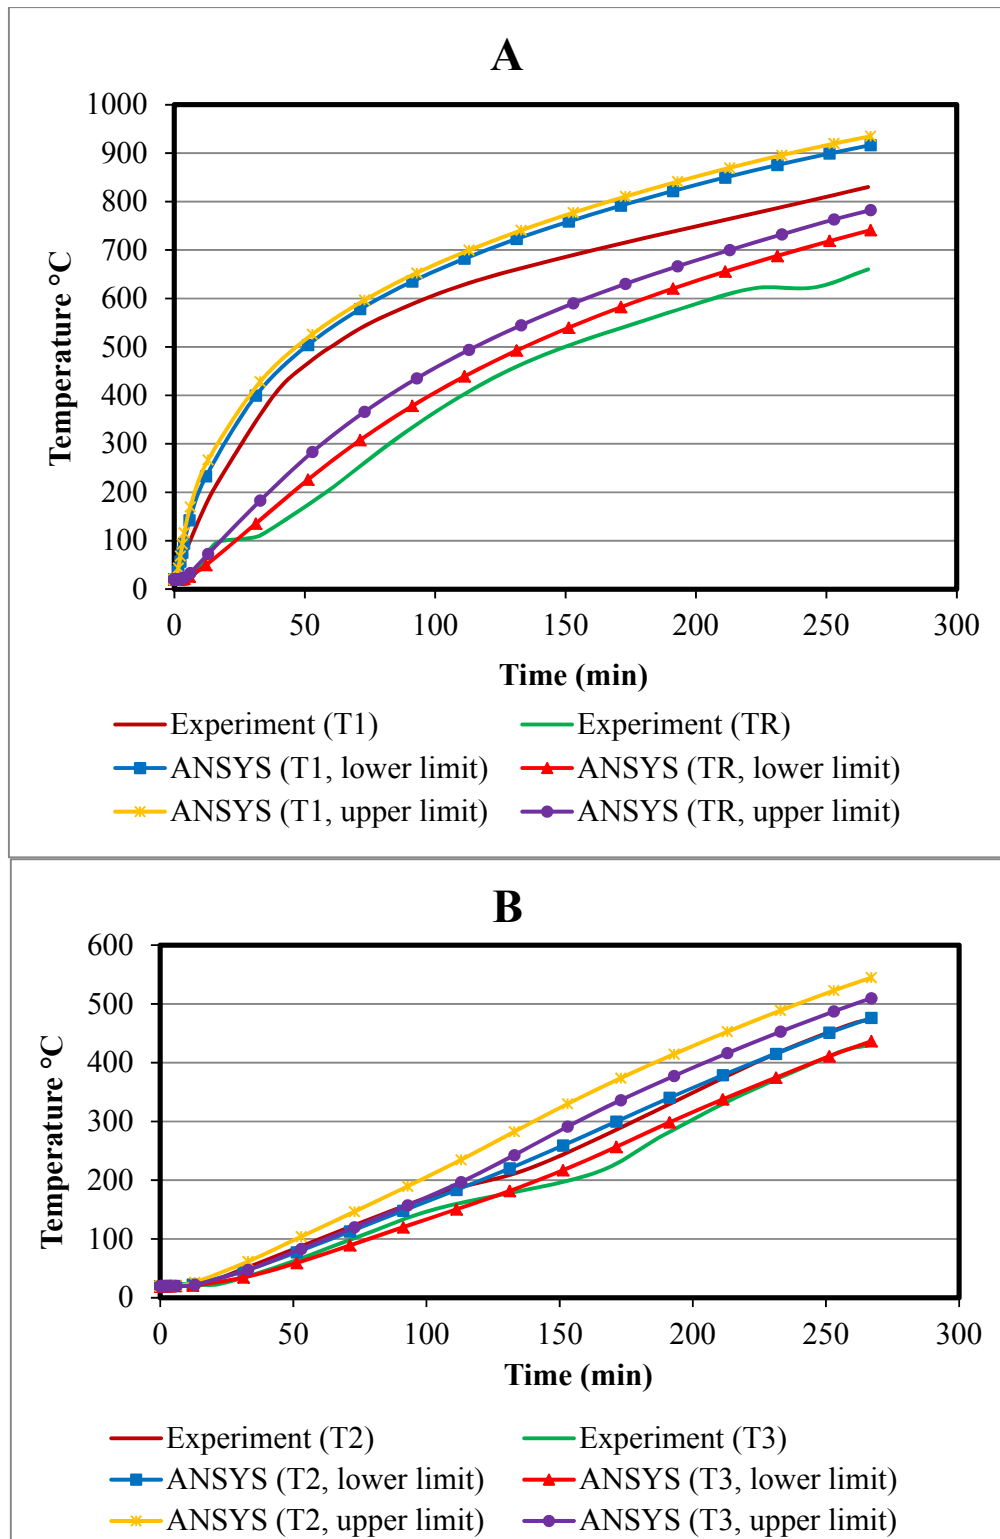 A
1000
900
800
700
600
500
400
300
200
100
0
Temperature °C
0 50 100 150 200 250 300
Time (min)
Experiment (T1) Experiment (TR)
ANSYS (T1, lower limit) ANSYS (TR, lower limit)
ANSYS (T1, upper limit) ANSYS (TR, upper limit)
B
600
500
400
300
200
100
0
Temperature °C
0 50 100 150 200 250 300
Time (min)
Experiment (T2) Experiment (T3)
ANSYS (T2, lower limit) ANSYS (T3, lower limit)
ANSYS (T2, upper limit) ANSYS (T3, upper limit)